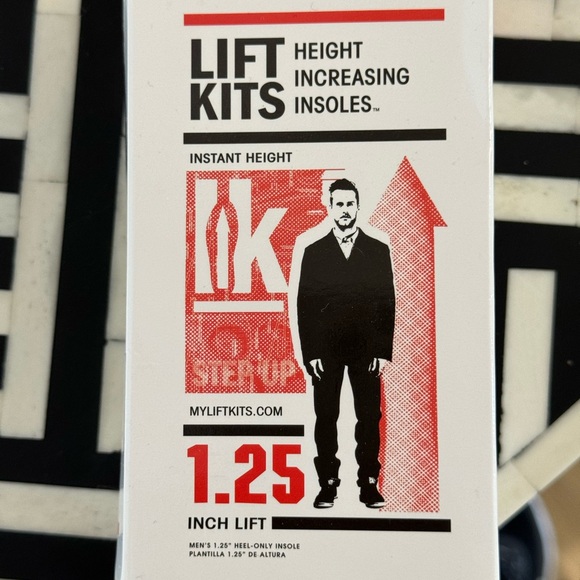 LIFT
KITS
HEIGHT
INCREASING
INSOLES™
INSTANT HEIGHT
lk
STEP UP
MYLIFTKITS.COM
1.25
INCH LIFT
MEN'S 1.25" HEEL-ONLY INSOLE
PLANTILLA 1.25" DE ALTURA